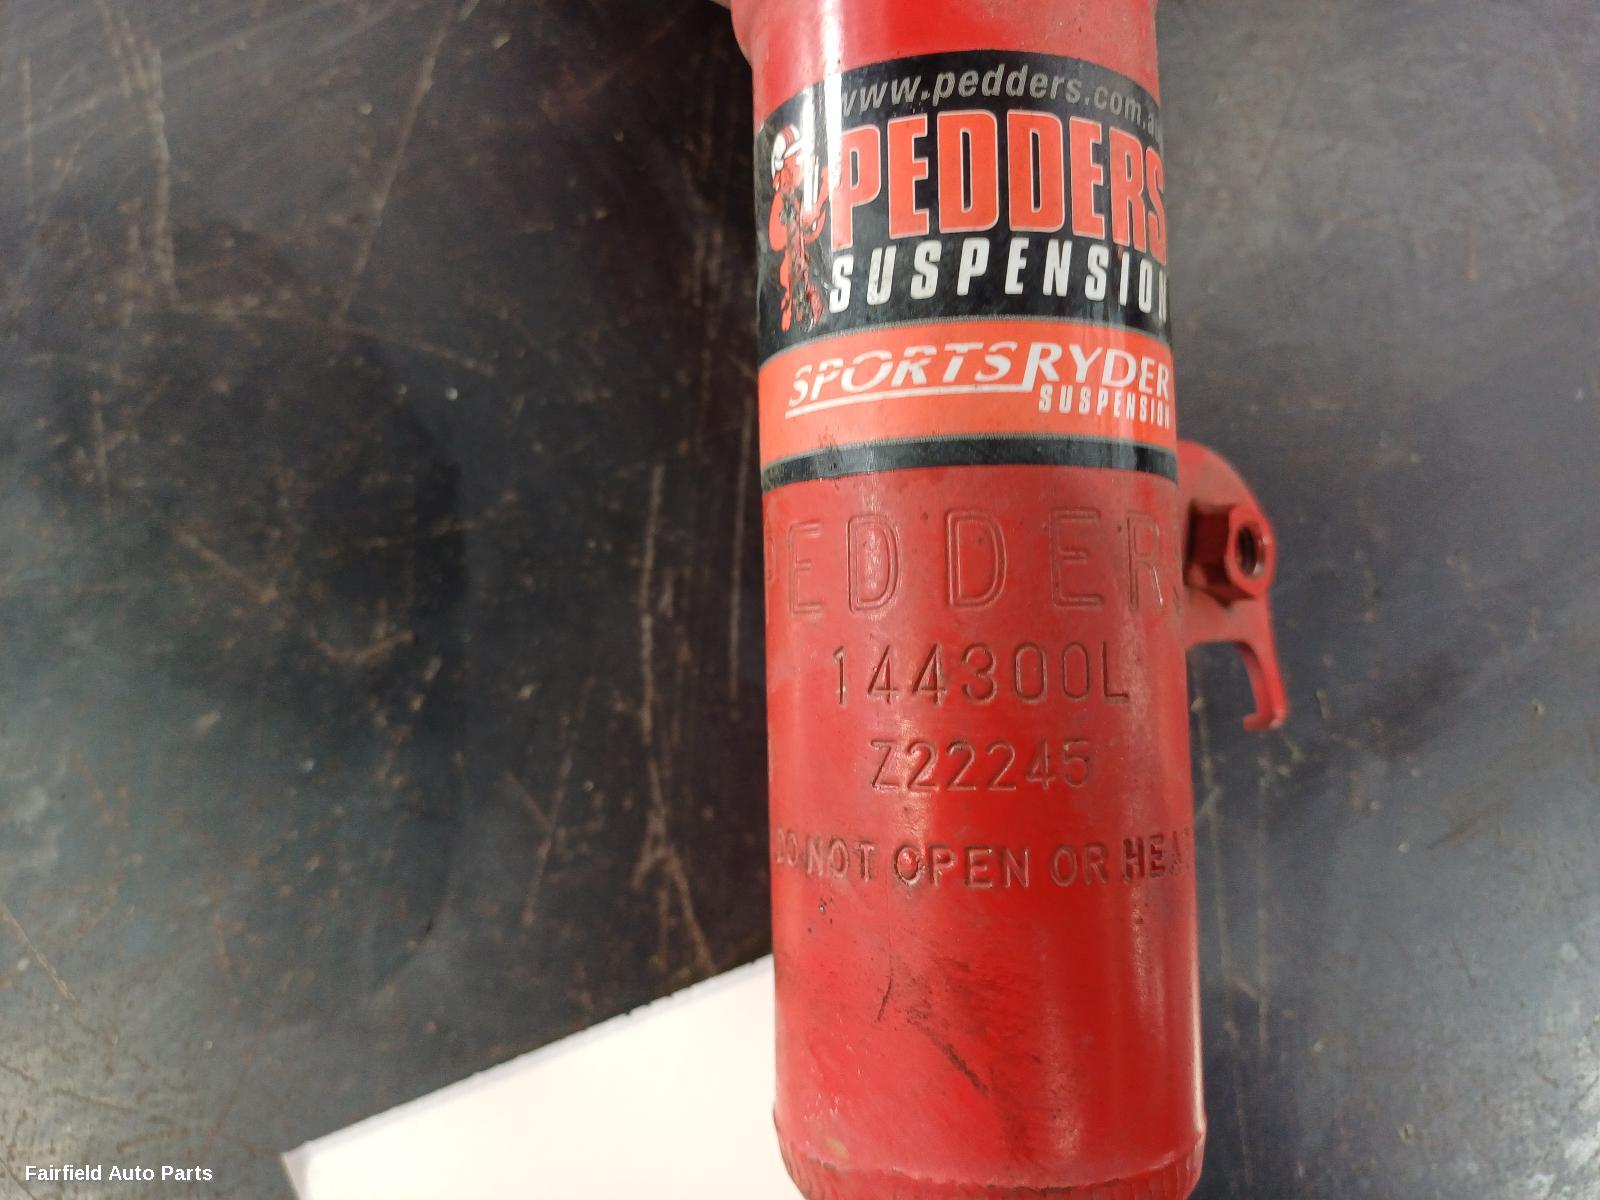 www.pedders.com.au
PEDDERS
SUSPENSION
SPORTSRYDER
SUSPENSION
PEDDERS
144300L
Z22245
DO NOT OPEN OR HEAT
Fairfield Auto Parts